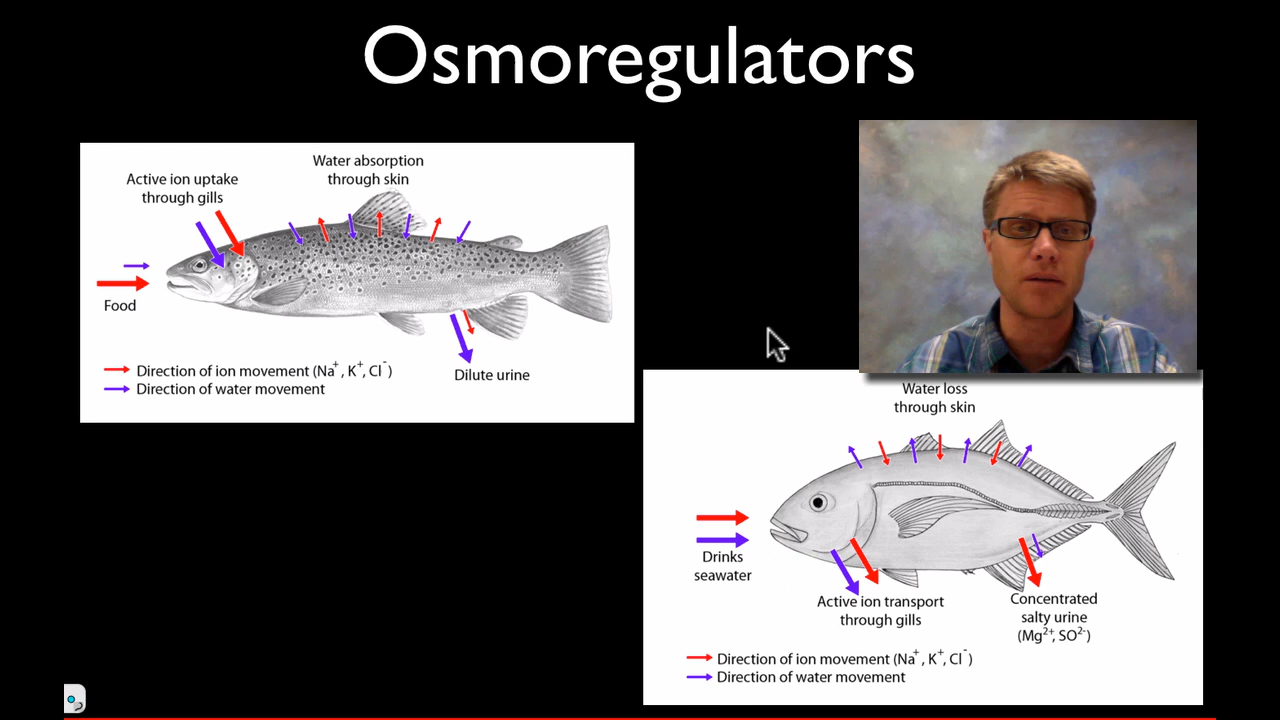 Osmoregulators
Water absorption
through skin
Active ion uptake
through gills
Food
Direction of ion movement (Na⁺, K⁺, Cl⁻)
Direction of water movement
Dilute urine
Water loss
through skin
Drinks
seawater
Active ion transport
through gills
Concentrated
salty urine
(Mg²⁺, SO²⁻)
Direction of ion movement (Na⁺, K⁺, Cl⁻)
Direction of water movement